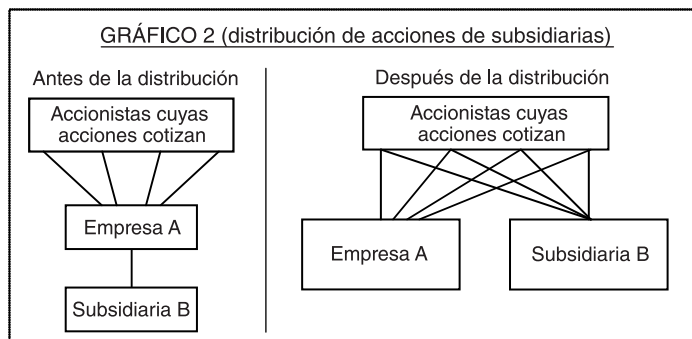 GRÁFICO 2 (distribución de acciones de subsidiarias)
Antes de la distribución
Accionistas cuyas
acciones cotizan
Empresa A
Subsidiaria B
Después de la distribución
Accionistas cuyas
acciones cotizan
Empresa A
Subsidiaria B